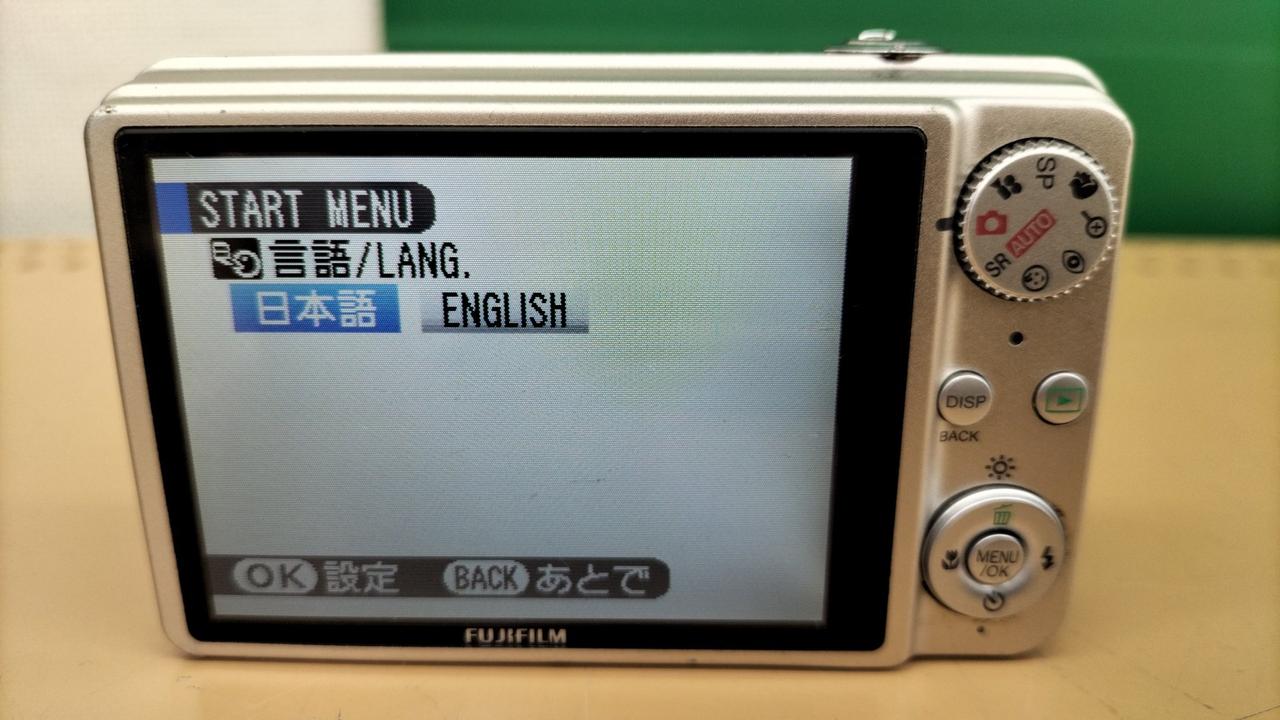 START MENU
言語/LANG.
日本語 ENGLISH
OK 設定 BACK あとで
FUJIFILM
SP
AUTO
SR
DISP
BACK
MENU
/OK